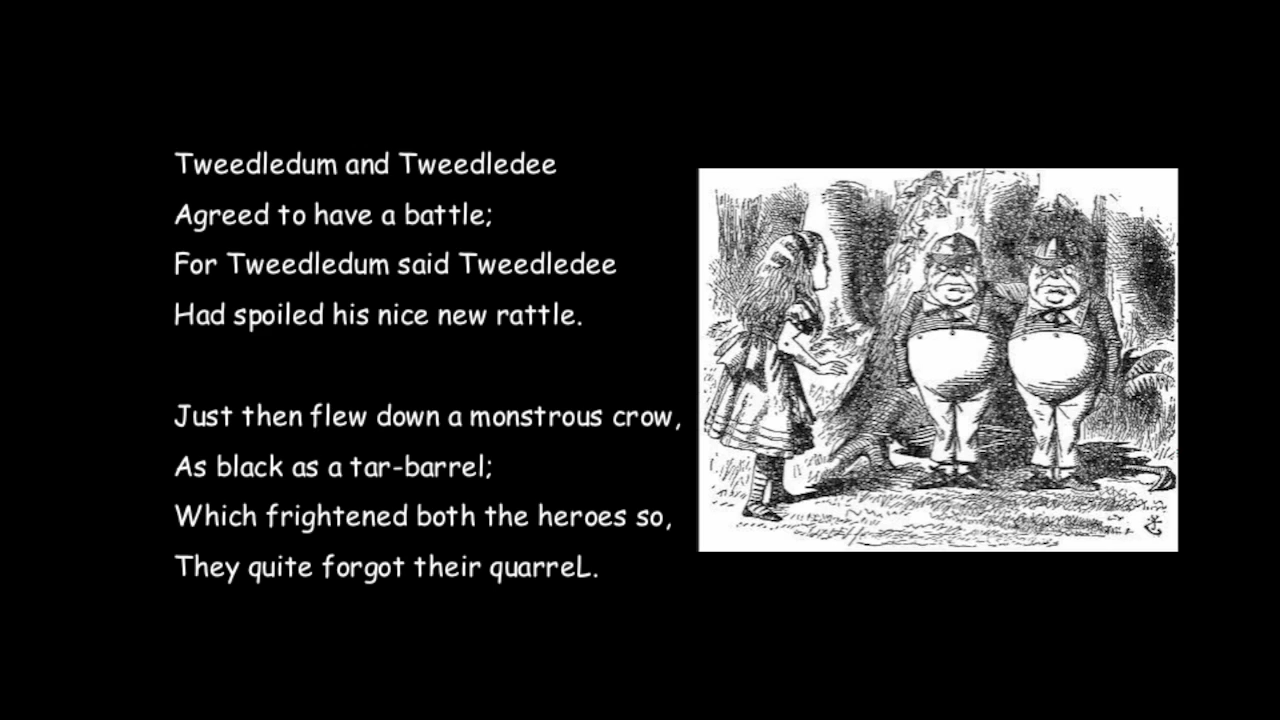 Tweedledum and Tweedledee
Agreed to have a battle;
For Tweedledum said Tweedledee
Had spoiled his nice new rattle.
Just then flew down a monstrous crow,
As black as a tar-barrel;
Which frightened both the heroes so,
They quite forgot their quarreL.